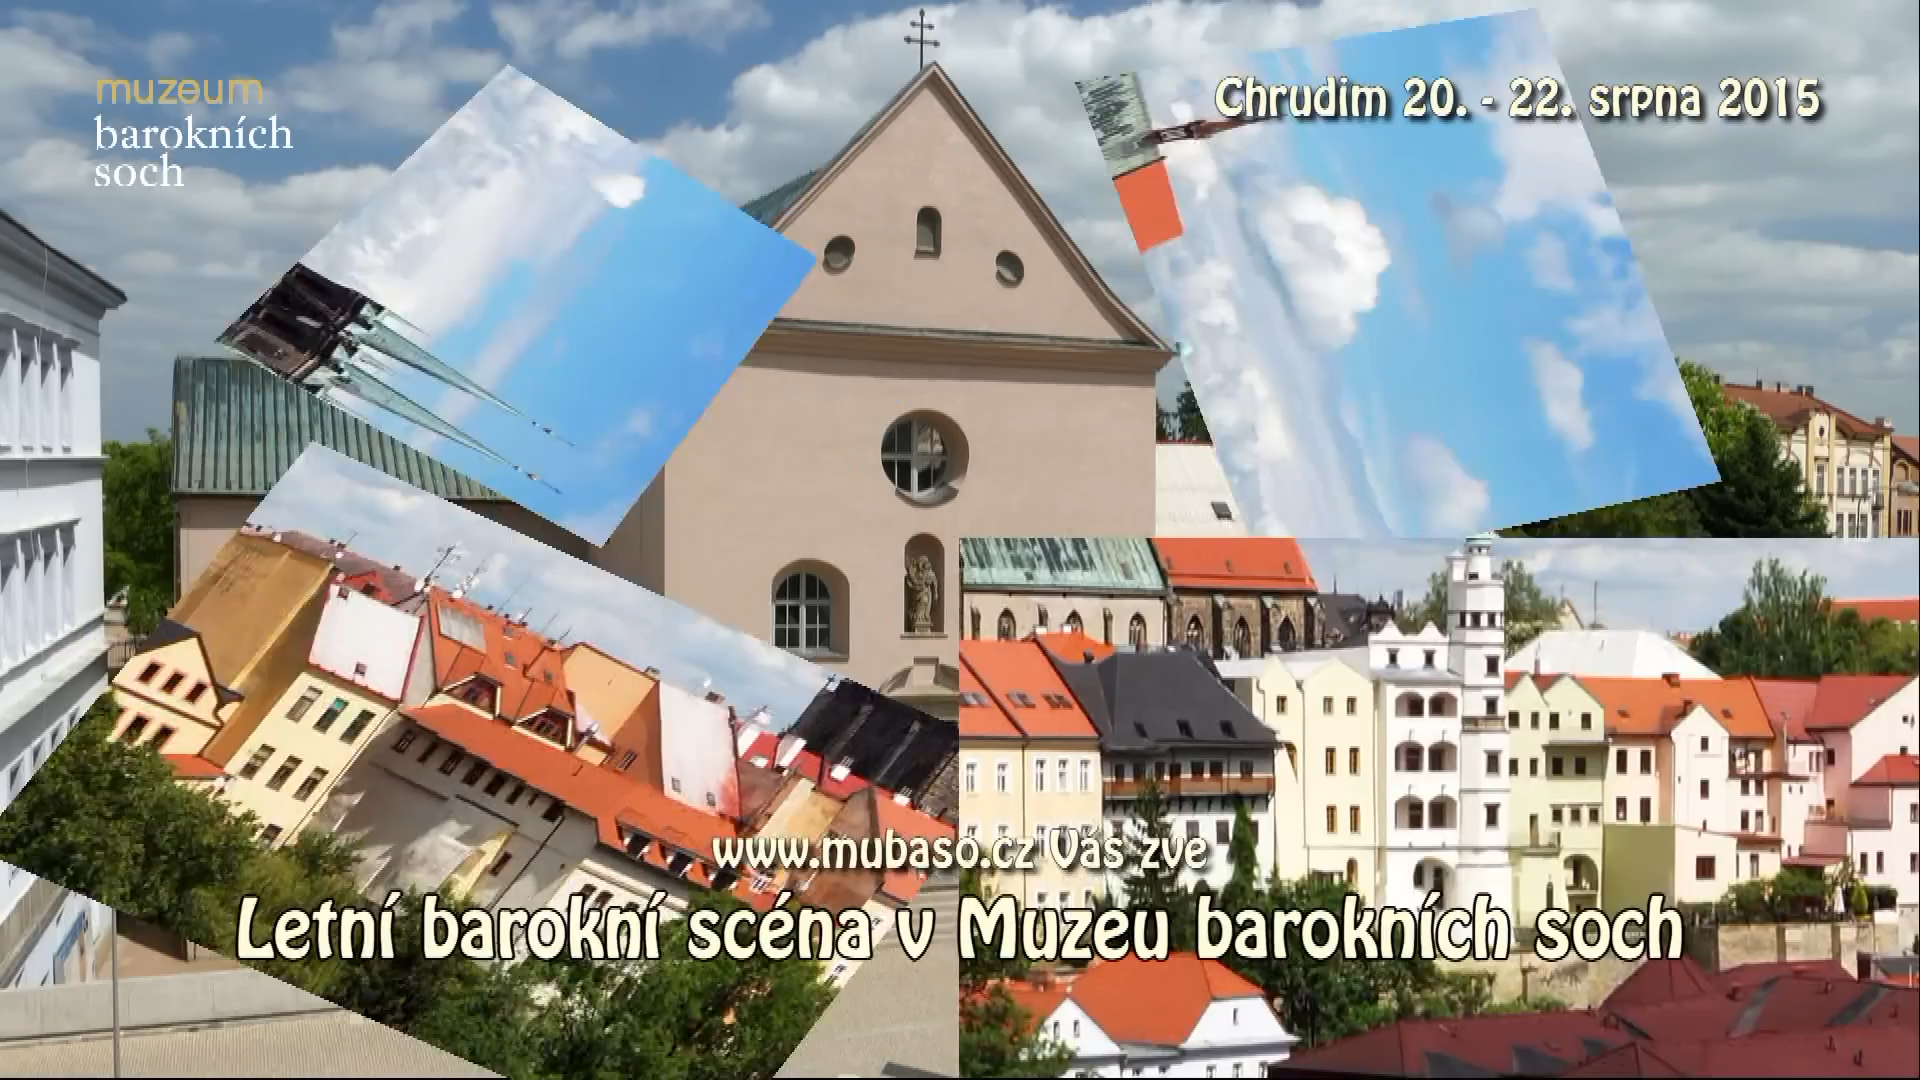 muzeum
barokních
soch
Chrudim 20. - 22. srpna 2015
www.mubaso.cz Vás zve
Letní barokní scéna v Muzeu barokních soch